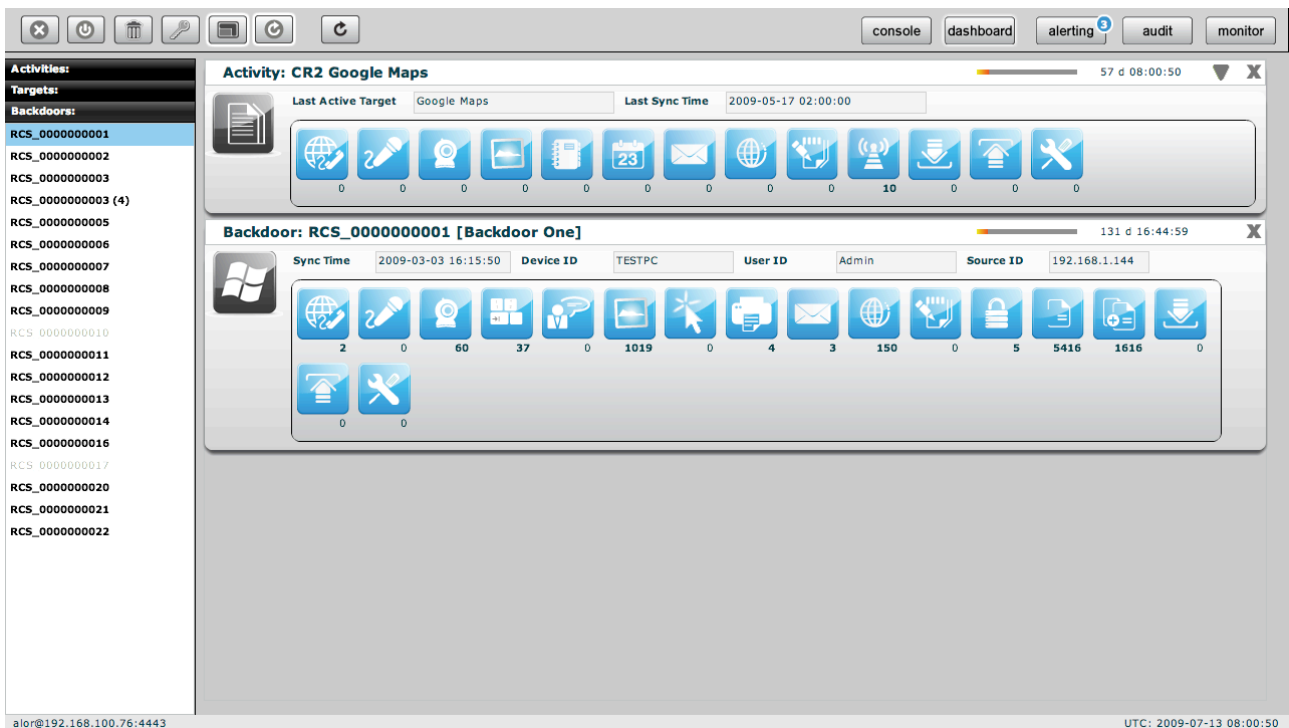 console dashboard alerting 3 audit monitor
Activities:
Targets:
Backdoors:
RCS_0000000001
RCS_0000000002
RCS_0000000003
RCS_0000000003 (4)
RCS_0000000005
RCS_0000000006
RCS_0000000007
RCS_0000000008
RCS_0000000009
RCS_0000000010
RCS_0000000011
RCS_0000000012
RCS_0000000013
RCS_0000000014
RCS_0000000016
RCS_0000000017
RCS_0000000020
RCS_0000000021
RCS_0000000022
Activity: CR2 Google Maps 57 d 08:00:50 X
Last Active Target Google Maps Last Sync Time 2009-05-17 02:00:00
23
0 0 0 0 0 0 0 0 0 10 0 0 0
Backdoor: RCS_0000000001 [Backdoor One] 131 d 16:44:59 X
Sync Time 2009-03-03 16:15:50 Device ID TESTPC User ID Admin Source ID 192.168.1.144
2 0 60 37 0 1019 0 4 3 150 0 5 5416 1616 0
0 0
alor@192.168.100.76:4443 UTC: 2009-07-13 08:00:50